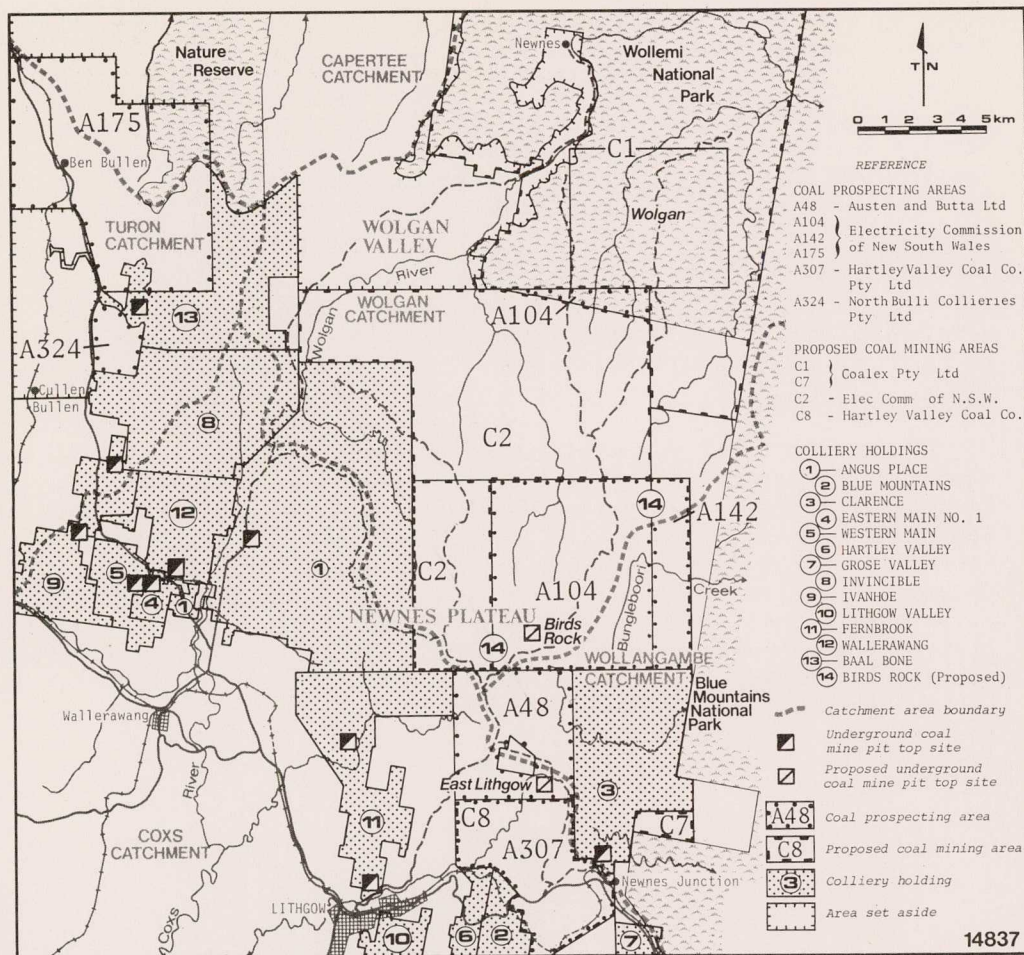 Nature
Reserve
CAPERTEE
CATCHMENT
Newnes
Wollemi
National
Park
T N
0 1 2 3 4 5km
A175
Ben Bullen
C1
TURON
CATCHMENT
WOLGAN
VALLEY
Wolgan
River
WOLGAN
CATCHMENT
Wolgan
13
A104
A324
Cullen
Bullen
8
C2
12
14
A142
9
5
4
1
1
C2
A104
Bungleboori
Creek
NEWNES PLATEAU
Birds
Rock
14
WOLLANGAMBE
CATCHMENT
Wallerawang
A48
Blue
Mountains
National
Park
River
East Lithgow
3
COXS
CATCHMENT
11
C8
C7
A307
Newnes Junction
LITHGOW
Coxs
10
6
2
7
REFERENCE
COAL PROSPECTING AREAS
A48 - Austen and Butta Ltd
A104
A142 } Electricity Commission
A175 of New South Wales
A307 - Hartley Valley Coal Co.
Pty Ltd
A324 - North Bulli Collieries
Pty Ltd
PROPOSED COAL MINING AREAS
C1
C7 } Coalex Pty Ltd
C2 - Elec Comm of N.S.W.
C8 - Hartley Valley Coal Co.
COLLIERY HOLDINGS
1 ANGUS PLACE
2 BLUE MOUNTAINS
3 CLARENCE
4 EASTERN MAIN NO. 1
5 WESTERN MAIN
6 HARTLEY VALLEY
7 GROSE VALLEY
8 INVINCIBLE
9 IVANHOE
10 LITHGOW VALLEY
11 FERNBROOK
12 WALLERAWANG
13 BAAL BONE
14 BIRDS ROCK (Proposed)
Catchment area boundary
Underground coal
mine pit top site
Proposed underground
coal mine pit top site
A48 Coal prospecting area
C8 Proposed coal mining area
3 Colliery holding
Area set aside
14837